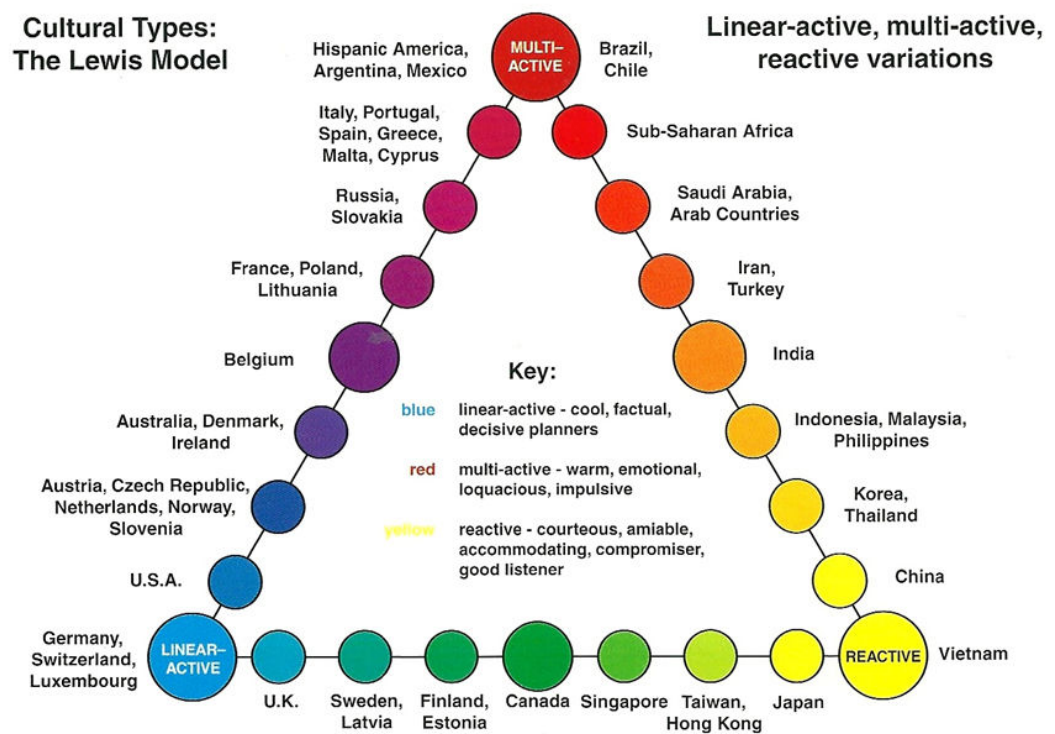 Cultural Types:
The Lewis Model
Linear-active, multi-active,
reactive variations
MULTI–
ACTIVE
Hispanic America,
Argentina, Mexico
Brazil,
Chile
Italy, Portugal,
Spain, Greece,
Malta, Cyprus
Sub-Saharan Africa
Russia,
Slovakia
Saudi Arabia,
Arab Countries
France, Poland,
Lithuania
Iran,
Turkey
Belgium
India
Key:
blue linear-active - cool, factual,
decisive planners
red multi-active - warm, emotional,
loquacious, impulsive
yellow reactive - courteous, amiable,
accommodating, compromiser,
good listener
Australia, Denmark,
Ireland
Indonesia, Malaysia,
Philippines
Austria, Czech Republic,
Netherlands, Norway,
Slovenia
Korea,
Thailand
U.S.A.
China
Germany,
Switzerland,
Luxembourg
LINEAR–
ACTIVE
REACTIVE
Vietnam
U.K.
Sweden,
Latvia
Finland,
Estonia
Canada
Singapore
Taiwan,
Hong Kong
Japan